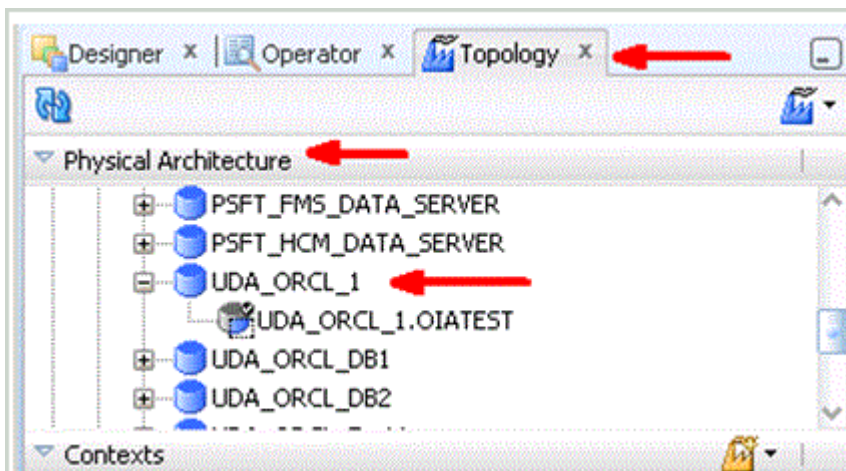 Designer x Operator x Topology x
Physical Architecture
PSFT_FMS_DATA_SERVER
PSFT_HCM_DATA_SERVER
UDA_ORCL_1
UDA_ORCL_1.OIATEST
UDA_ORCL_DB1
UDA_ORCL_DB2
Contexts